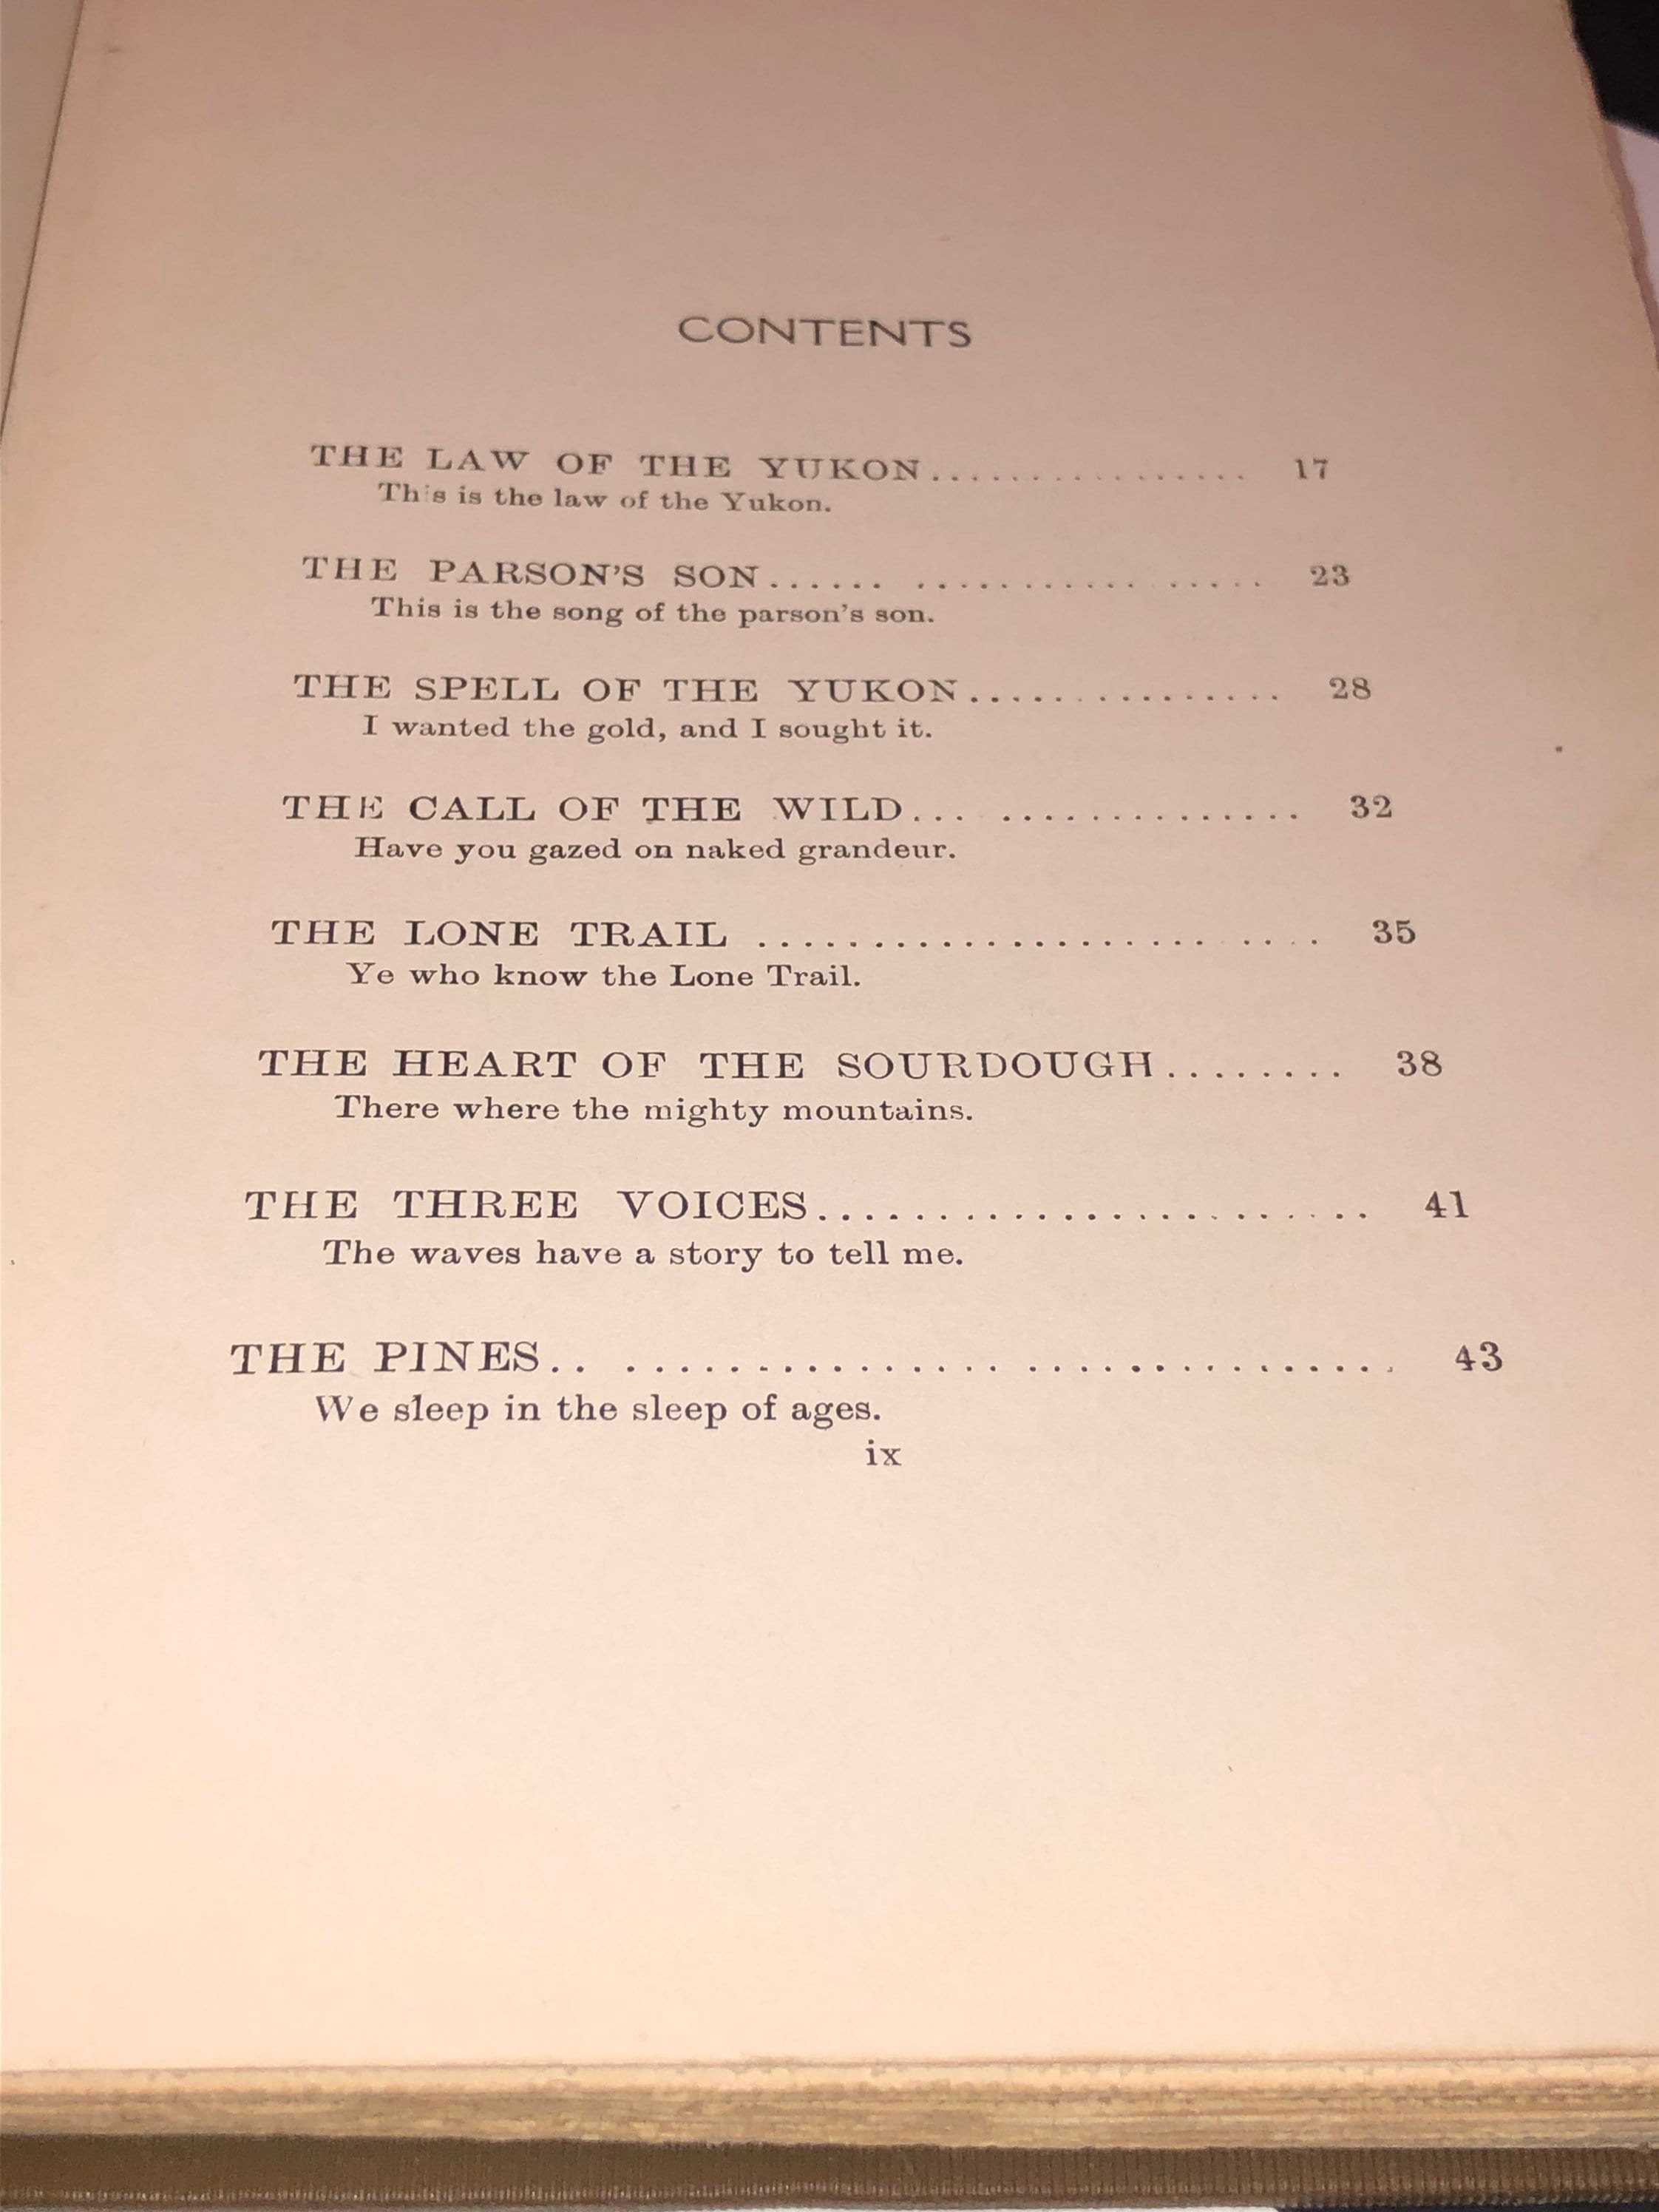 CONTENTS
THE LAW OF THE YUKON................ 17
This is the law of the Yukon.
THE PARSON'S SON...... ............ ..... 23
This is the song of the parson's son.
THE SPELL OF THE YUKON............... 28
I wanted the gold, and I sought it.
THE CALL OF THE WILD... .............. 32
Have you gazed on naked grandeur.
THE LONE TRAIL ........................ 35
Ye who know the Lone Trail.
THE HEART OF THE SOURDOUGH........ 38
There where the mighty mountains.
THE THREE VOICES....................... 41
The waves have a story to tell me.
THE PINES.. ............... ............... 43
We sleep in the sleep of ages.
ix